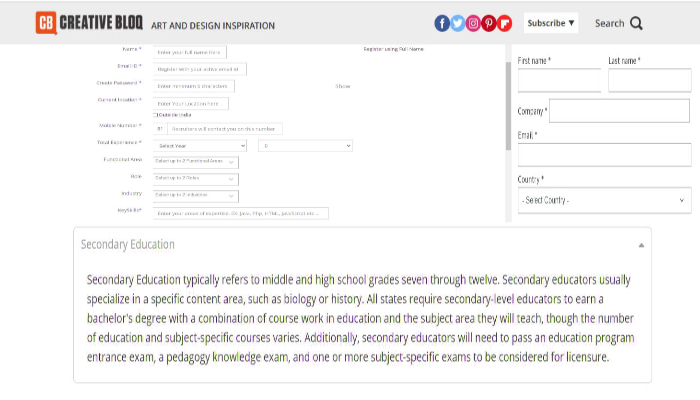 CB CREATIVE BLOQ ART AND DESIGN INSPIRATION
Subscribe ▼
Search
Name *
Enter your full name here
Register using Full Name
Email ID *
Register with your active email id
Create Password *
Enter minimum 6 characters
Show
Current location *
Enter Your Location here
Outside India
Mobile Number *
91
Recruiters will contact you on this number
Total Experience *
Select Year
0
Functional Area
Select up to 2 Functional Areas
Role
Select up to 2 Roles
Industry
Select up to 2 Industries
KeySkills*
Enter your areas of expertise. EX: Java, Php, HTML, JavaScript,etc...
First name *
Last name *
Company *
Email *
Country *
- Select Country -
Secondary Education
Secondary Education typically refers to middle and high school grades seven through twelve. Secondary educators usually
specialize in a specific content area, such as biology or history. All states require secondary-level educators to earn a
bachelor's degree with a combination of course work in education and the subject area they will teach, though the number
of education and subject-specific courses varies. Additionally, secondary educators will need to pass an education program
entrance exam, a pedagogy knowledge exam, and one or more subject-specific exams to be considered for licensure.